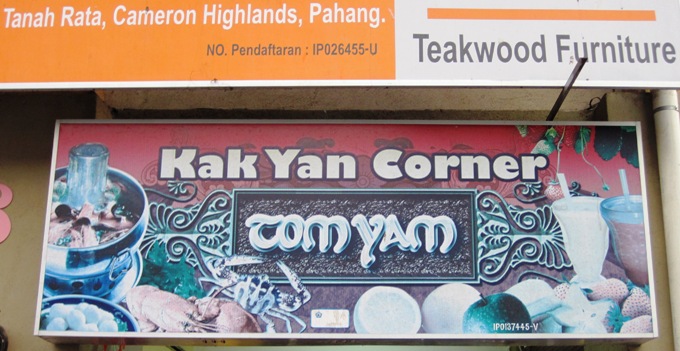 Tanah Rata, Cameron Highlands, Pahang.
NO. Pendaftaran : IP026455-U
Teakwood Furniture
Kak Yan Corner
TOM YAM
IP0137445-V